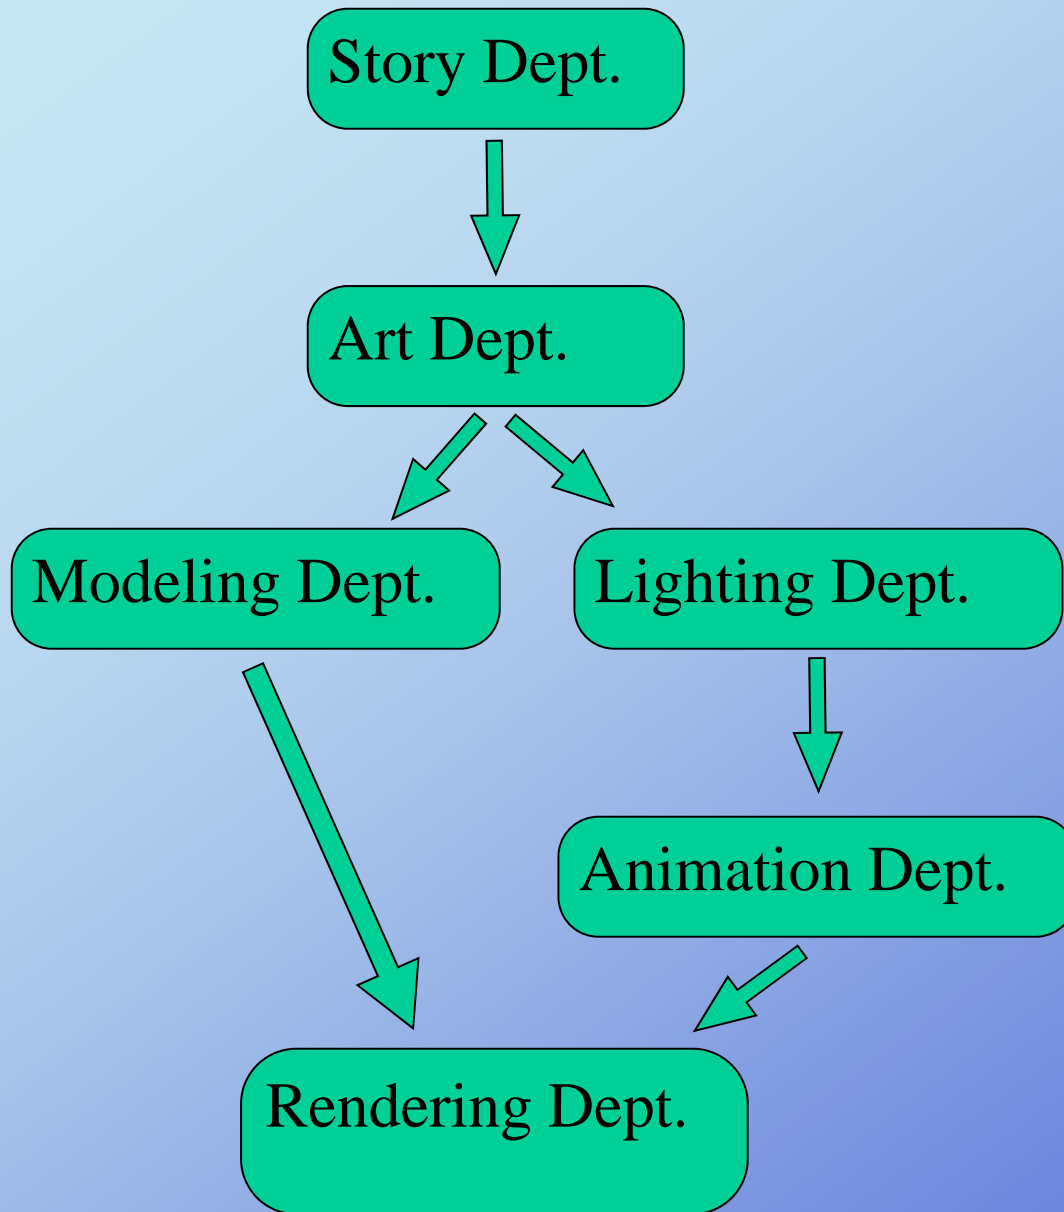 Story Dept.
Art Dept.
Modeling Dept.
Lighting Dept.
Animation Dept.
Rendering Dept.